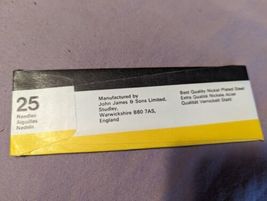 25
Needles
Aiguilles
Nadeln
Manufactured by
John James & Sons Limited,
Studley,
Warwickshire B80 7AS,
England
Best Quality Nickel Plated Steel
Extra Qualité Nickelé Acier
Qualität Vernickelt Stahl